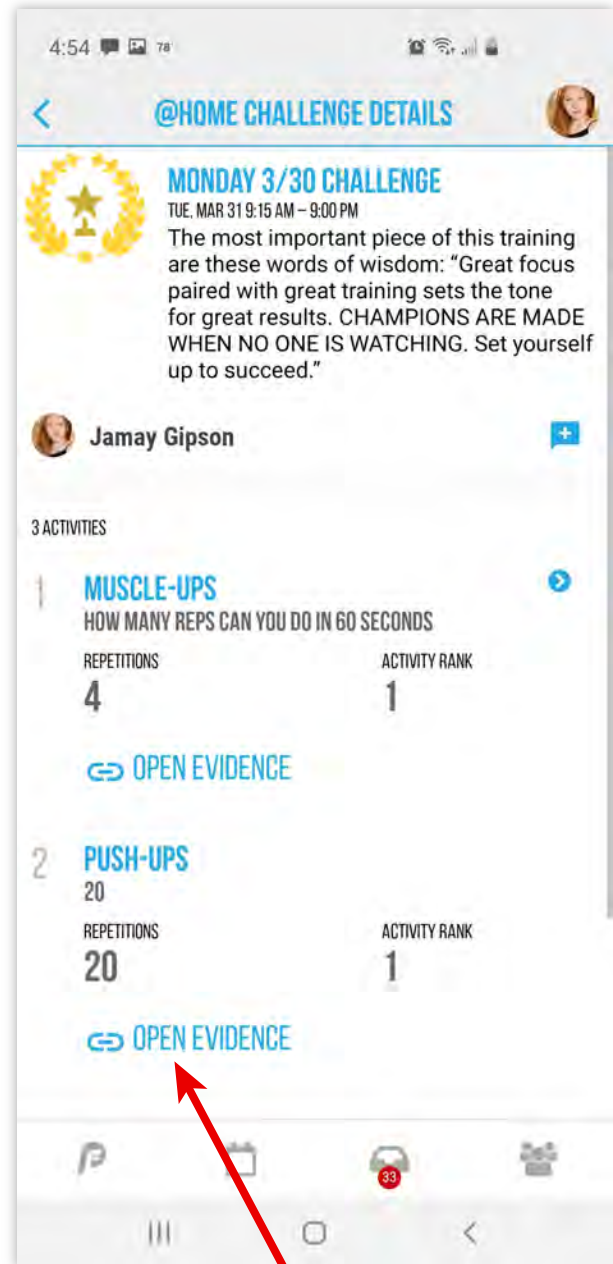 4:54 78°
@HOME CHALLENGE DETAILS
MONDAY 3/30 CHALLENGE
TUE, MAR 31 9:15 AM – 9:00 PM
The most important piece of this training
are these words of wisdom: “Great focus
paired with great training sets the tone
for great results. CHAMPIONS ARE MADE
WHEN NO ONE IS WATCHING. Set yourself
up to succeed.”
Jamay Gipson
3 ACTIVITIES
1 MUSCLE-UPS
HOW MANY REPS CAN YOU DO IN 60 SECONDS
REPETITIONS ACTIVITY RANK
4 1
OPEN EVIDENCE
2 PUSH-UPS
20
REPETITIONS ACTIVITY RANK
20 1
OPEN EVIDENCE
33